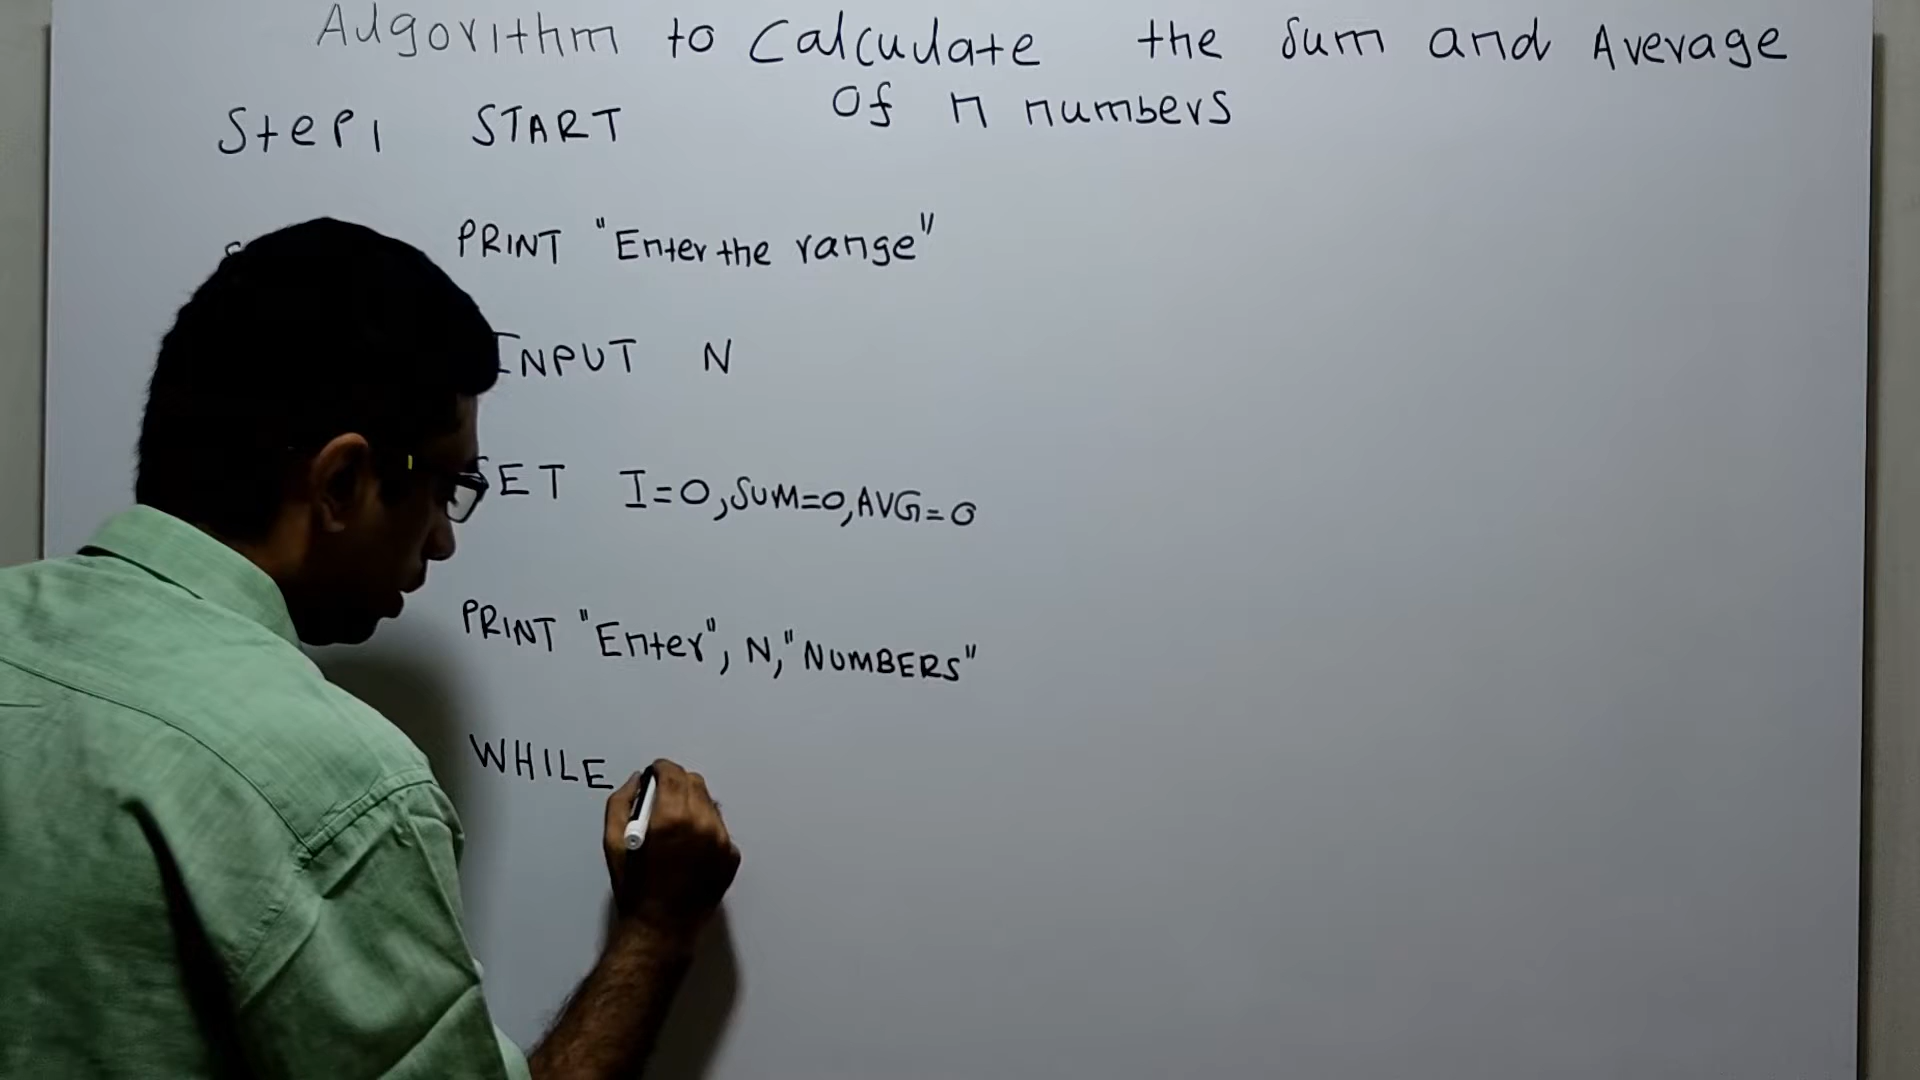 Algorithm to Calculate the Sum and Average
Of n numbers
Step1 START
PRINT "Enter the range"
INPUT N
SET I=0,SUM=0,AVG=0
PRINT "Enter", N,"NUMBERS"
WHILE